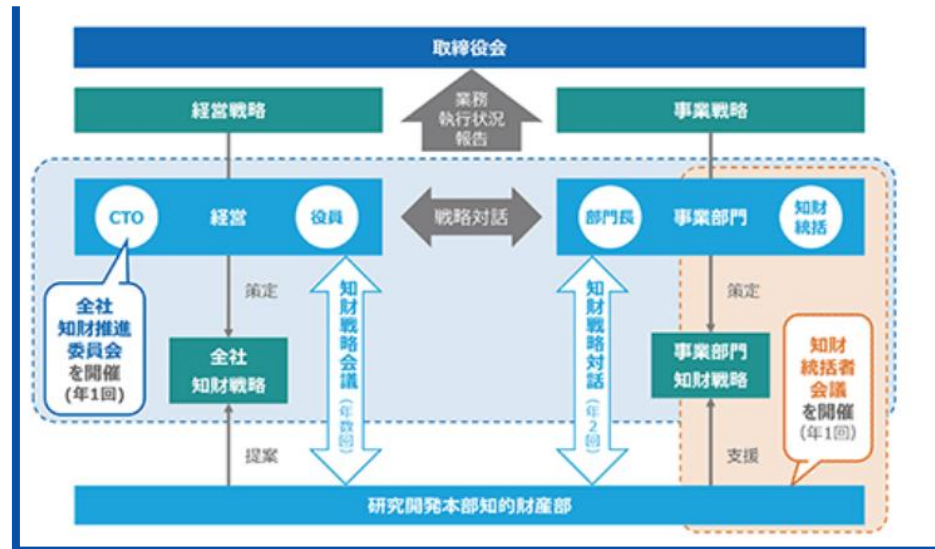 取締役会
経営戦略
業務
執行状況
報告
事業戦略
CTO
経営
役員
戦略対話
部門長
事業部門
知財
統括
全社
知財推進
委員会
を開催
(年1回)
策定
全社
知財戦略
提案
知財戦略会議（年数回）
知財戦略対話（年2回）
策定
事業部門
知財戦略
支援
知財
統括者
会議
を開催
(年1回)
研究開発本部知的財産部